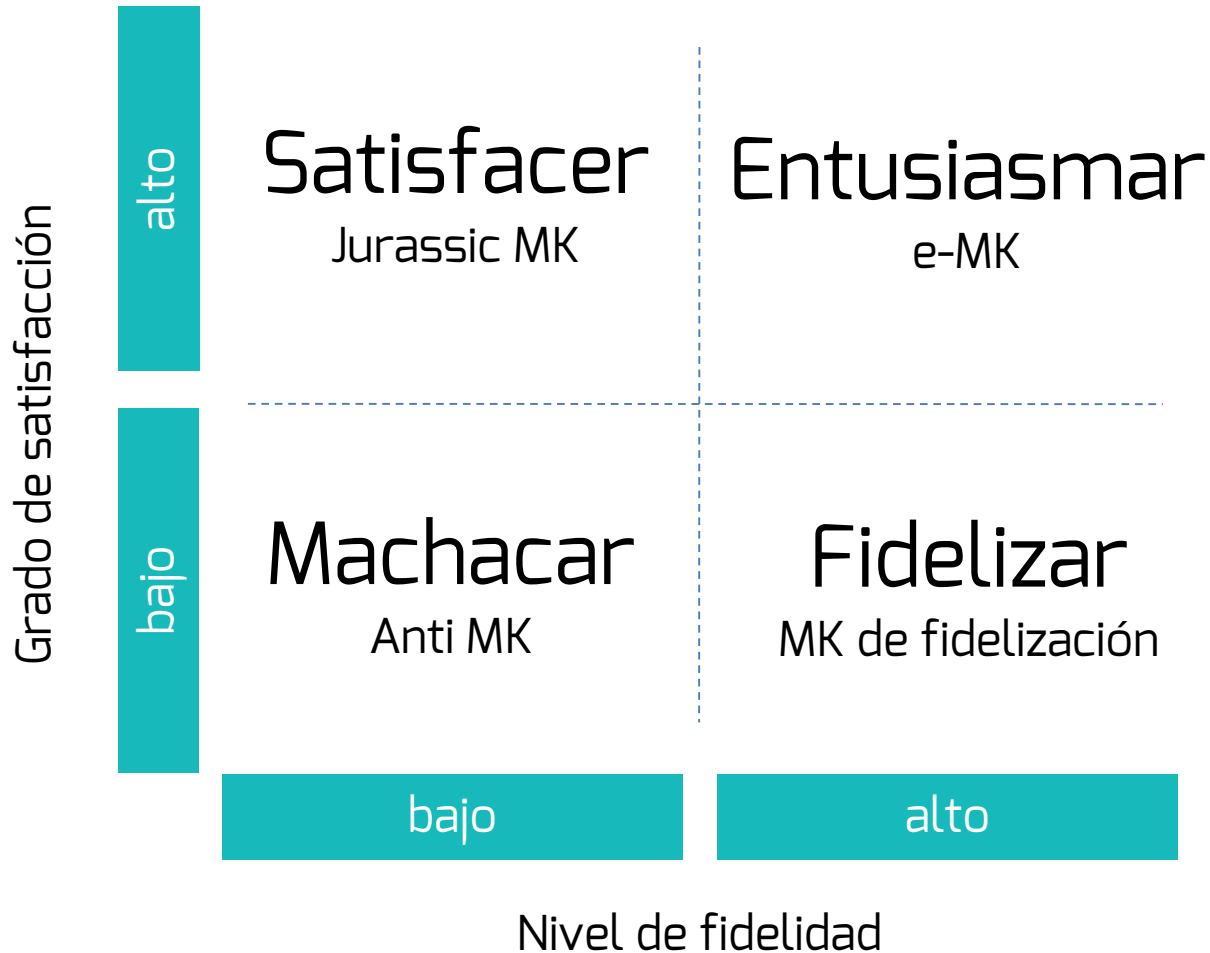 Grado de satisfacción
alto
Satisfacer
Jurassic MK
Entusiasmar
e-MK
bajo
Machacar
Anti MK
Fidelizar
MK de fidelización
bajo
alto
Nivel de fidelidad